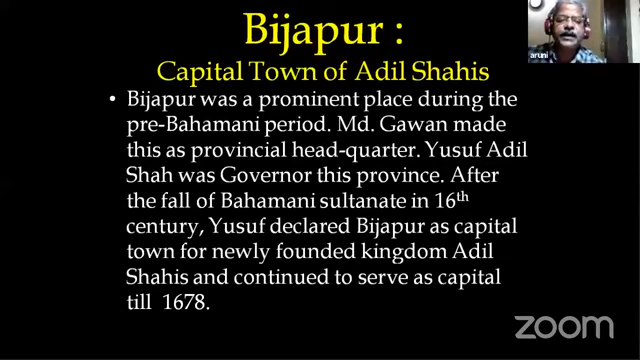 Bijapur :
Capital Town of Adil Shahis
• Bijapur was a prominent place during the
pre-Bahamani period. Md. Gawan made
this as provincial head-quarter. Yusuf Adil
Shah was Governor this province. After
the fall of Bahamani sultanate in 16th
century, Yusuf declared Bijapur as capital
town for newly founded kingdom Adil
Shahis and continued to serve as capital
till 1678.
aruni
zoom